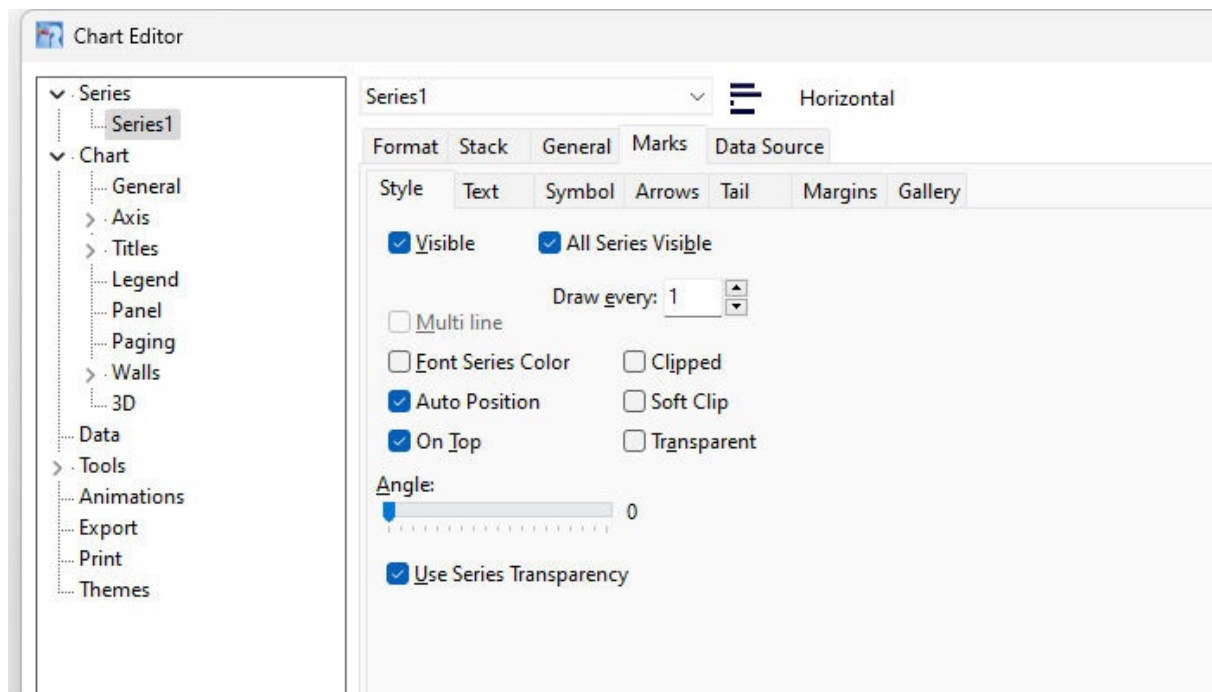 Chart Editor
Series
Series1
Chart
General
Axis
Titles
Legend
Panel
Paging
Walls
3D
Data
Tools
Animations
Export
Print
Themes
Series1 Horizontal
Format Stack General Marks Data Source
Style Text Symbol Arrows Tail Margins Gallery
Visible All Series Visible
Draw every: 1
Multi line
Font Series Color Clipped
Auto Position Soft Clip
On Top Transparent
Angle:
0
Use Series Transparency